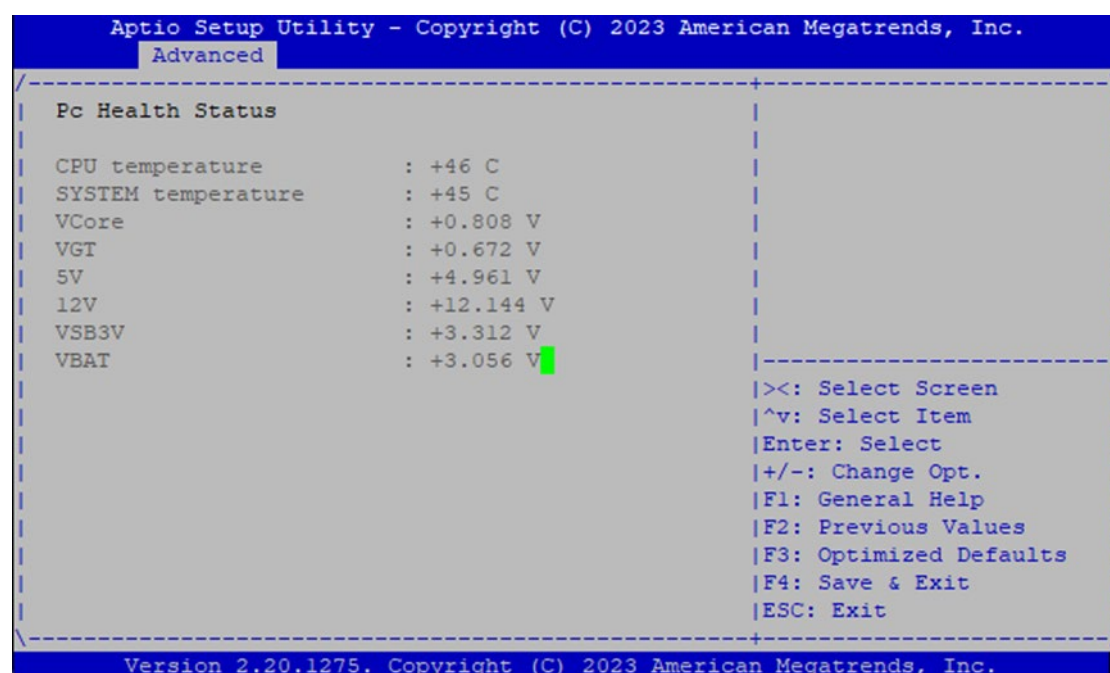 Aptio Setup Utility - Copyright (C) 2023 American Megatrends, Inc.
Advanced
Pc Health Status
CPU temperature : +46 C
SYSTEM temperature : +45 C
VCore : +0.808 V
VGT : +0.672 V
5V : +4.961 V
12V : +12.144 V
VSB3V : +3.312 V
VBAT : +3.056 V
><: Select Screen
^v: Select Item
Enter: Select
+/-: Change Opt.
F1: General Help
F2: Previous Values
F3: Optimized Defaults
F4: Save & Exit
ESC: Exit
Version 2.20.1275. Copyright (C) 2023 American Megatrends, Inc.